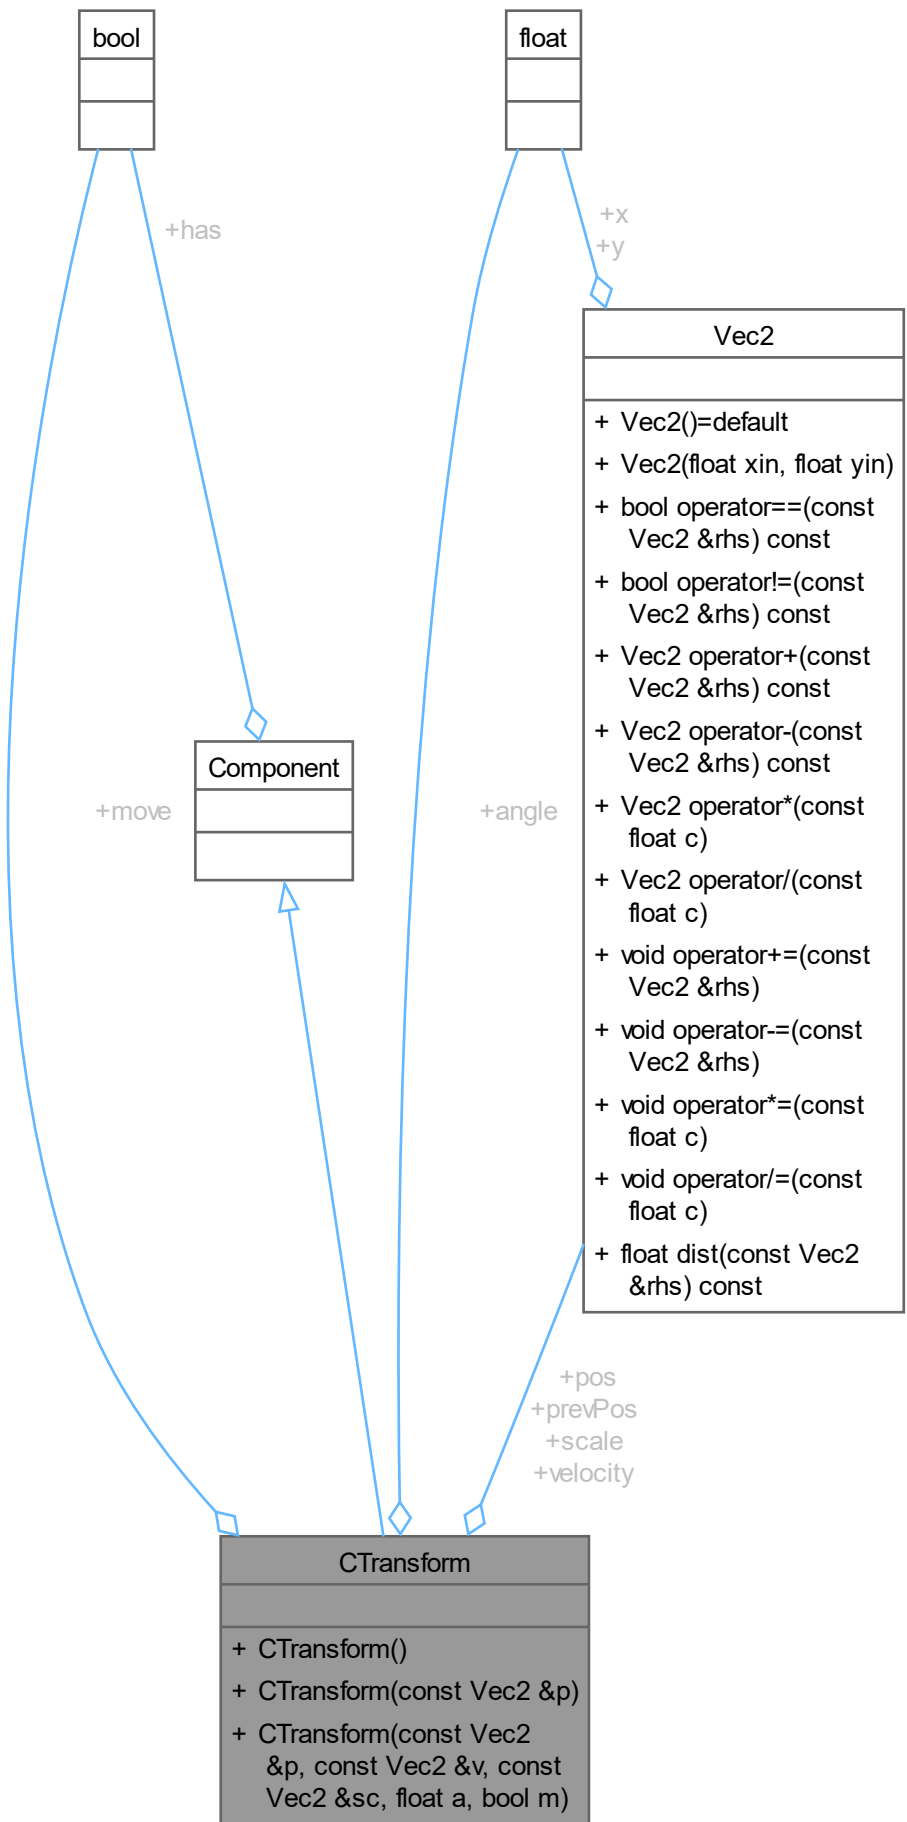 bool
float
+has
+x
+y
Vec2
+ Vec2()=default
+ Vec2(float xin, float yin)
+ bool operator==(const
Vec2 &rhs) const
+ bool operator!=(const
Vec2 &rhs) const
+ Vec2 operator+(const
Vec2 &rhs) const
+ Vec2 operator-(const
Vec2 &rhs) const
+ Vec2 operator*(const
float c)
+ Vec2 operator/(const
float c)
+ void operator+=(const
Vec2 &rhs)
+ void operator-=(const
Vec2 &rhs)
+ void operator*=(const
float c)
+ void operator/=(const
float c)
+ float dist(const Vec2
&rhs) const
Component
+move
+angle
+pos
+prevPos
+scale
+velocity
CTransform
+ CTransform()
+ CTransform(const Vec2 &p)
+ CTransform(const Vec2
&p, const Vec2 &v, const
Vec2 &sc, float a, bool m)